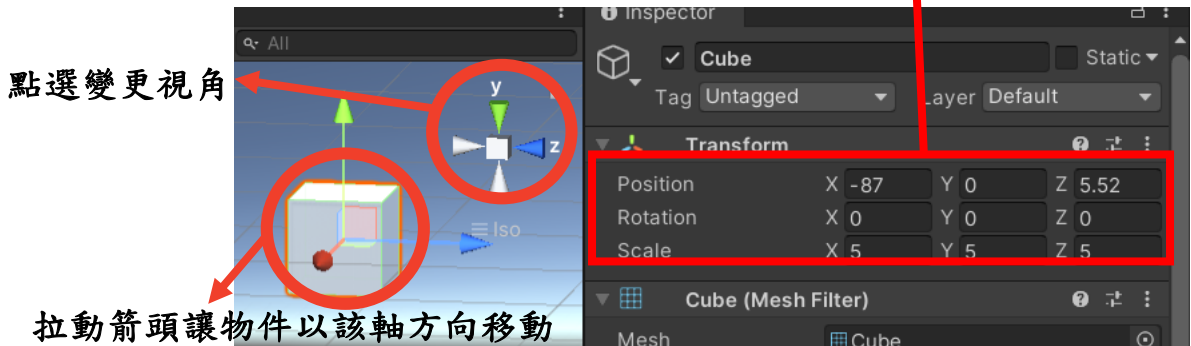 Inspector
All
Cube
Static
點選變更視角
y
Tag Untagged
Layer Default
z
Transform
Position X -87 Y 0 Z 5.52
Rotation X 0 Y 0 Z 0
Iso
Scale X 5 Y 5 Z 5
Cube (Mesh Filter)
拉動箭頭讓物件以該軸方向移動
Mesh Cube